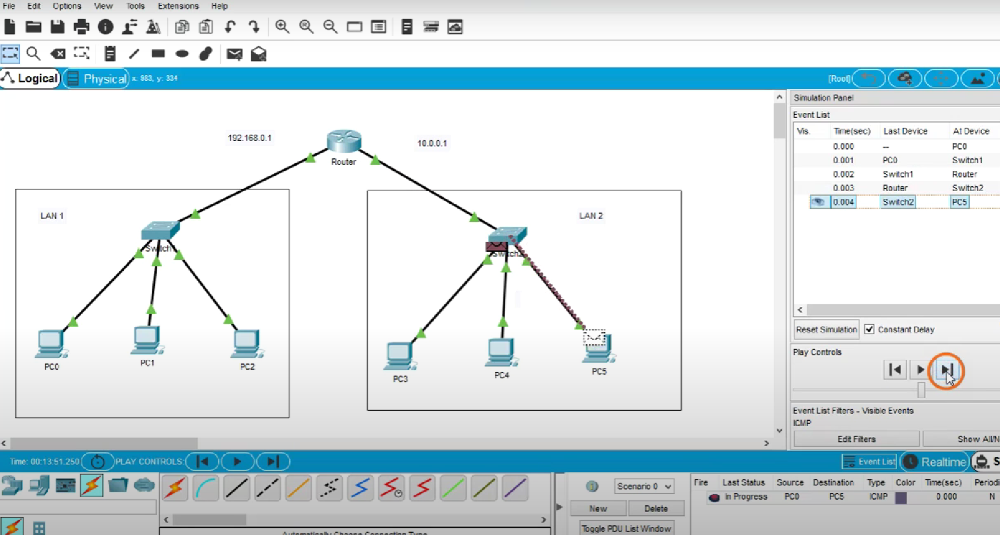 File Edit Options View Tools Extensions Help
Logical Physical x: 983, y: 334 [Root]
Simulation Panel
Event List
Vis. Time(sec) Last Device At Device
0.000 -- PC0
0.001 PC0 Switch1
0.002 Switch1 Router
0.003 Router Switch2
0.004 Switch2 PC5
192.168.0.1
10.0.0.1
Router
LAN 1
LAN 2
Switch
Switch2
PC0
PC1
PC2
PC3
PC4
PC5
Reset Simulation Constant Delay
Play Controls
Event List Filters - Visible Events
ICMP
Edit Filters Show All/N
Time: 00:13:51.250 PLAY CONTROLS: Event List Realtime S
Scenario 0
New Delete
Toggle PDU List Window
Fire Last Status Source Destination Type Color Time(sec) Periodi
In Progress PC0 PC5 ICMP 0.000 N
Automatically Choose Connecting Type